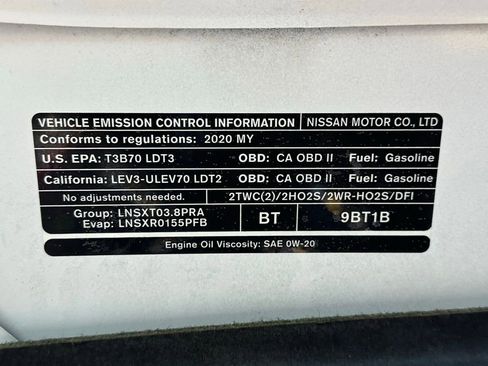 VEHICLE EMISSION CONTROL INFORMATION NISSAN MOTOR CO., LTD
Conforms to regulations: 2020 MY
U.S. EPA: T3B70 LDT3 OBD: CA OBD II Fuel: Gasoline
California: LEV3-ULEV70 LDT2 OBD: CA OBD II Fuel: Gasoline
No adjustments needed. 2TWC(2)/2HO2S/2WR-HO2S/DFI
Group: LNSXT03.8PRA
Evap: LNSXR0155PFB BT 9BT1B
Engine Oil Viscosity: SAE 0W-20